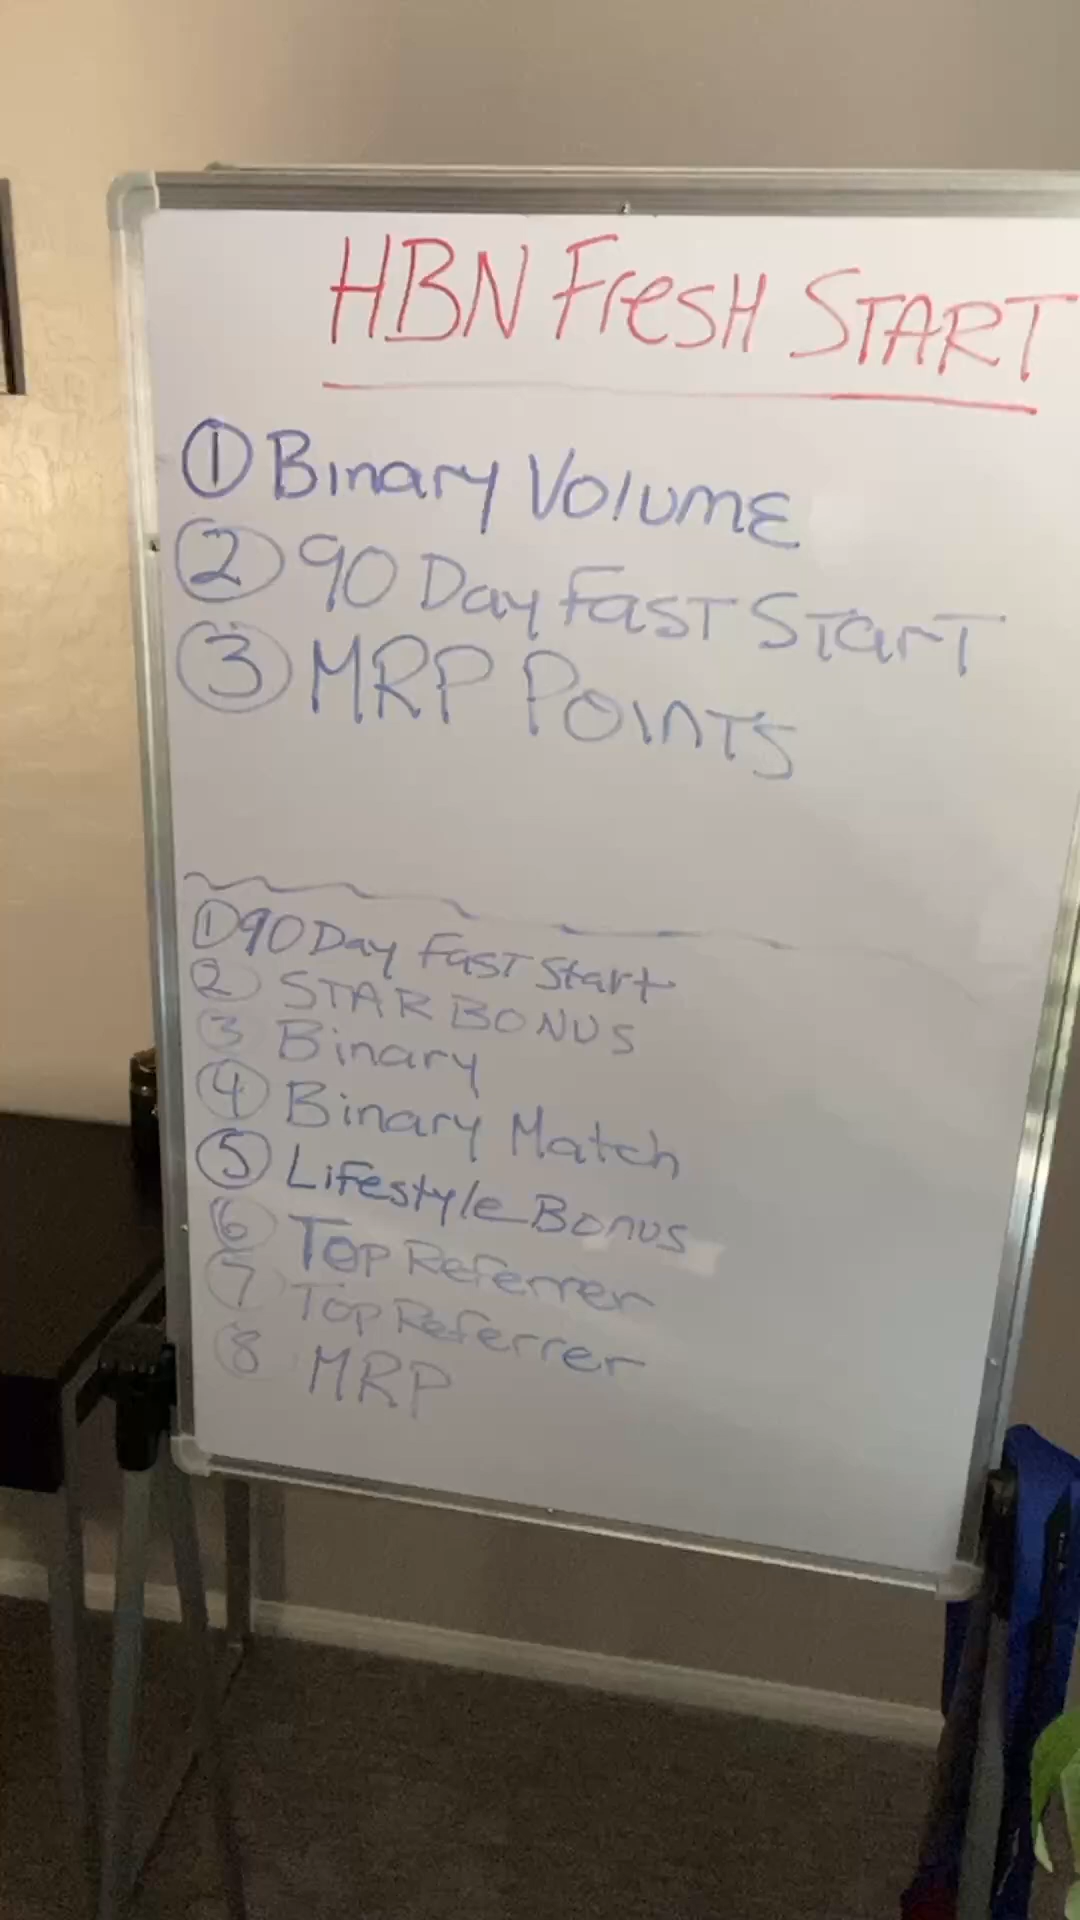 HBN FresH START
① Binary VolumE
② 90 Day FAST START
③ MRP POINTS
① 90 Day FAST Start
② STAR BONUS
③ Binary
④ Binary Match
⑤ Lifestyle Bonus
⑥ Top Referrer
⑦ Top Referrer
⑧ MRP